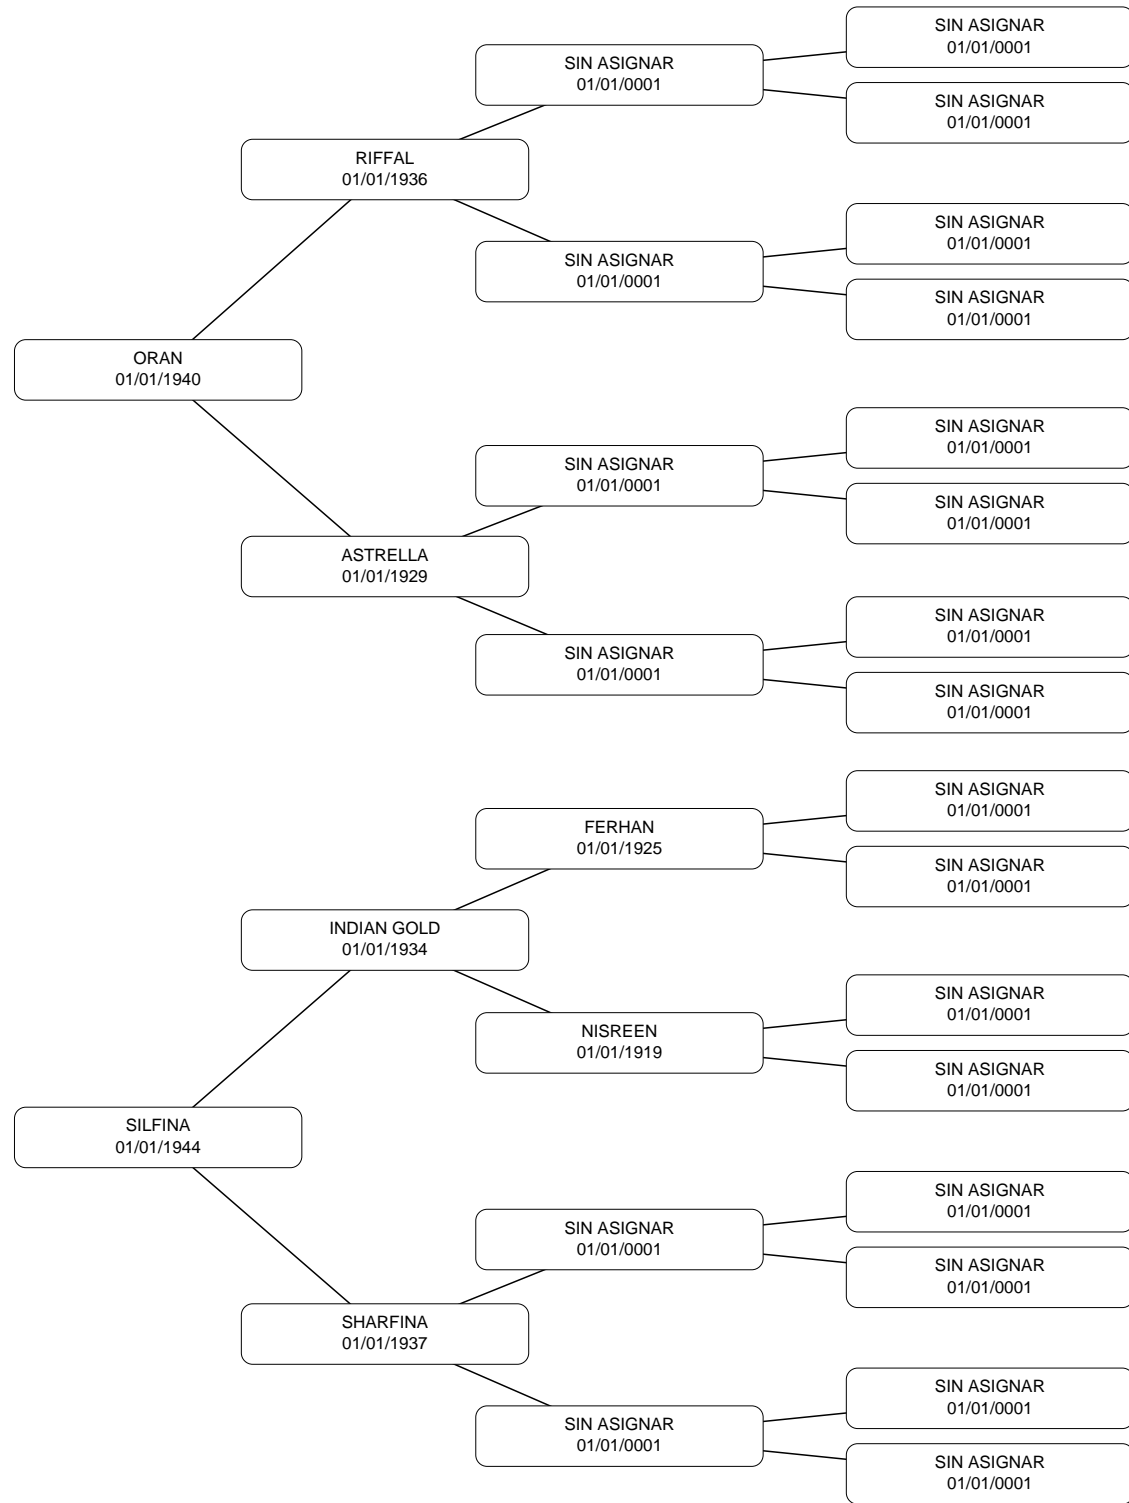 SIN ASIGNAR
01/01/0001
SIN ASIGNAR
01/01/0001
SIN ASIGNAR
01/01/0001
RIFFAL
01/01/1936
SIN ASIGNAR
01/01/0001
SIN ASIGNAR
01/01/0001
SIN ASIGNAR
01/01/0001
ORAN
01/01/1940
SIN ASIGNAR
01/01/0001
SIN ASIGNAR
01/01/0001
SIN ASIGNAR
01/01/0001
ASTRELLA
01/01/1929
SIN ASIGNAR
01/01/0001
SIN ASIGNAR
01/01/0001
SIN ASIGNAR
01/01/0001
SIN ASIGNAR
01/01/0001
FERHAN
01/01/1925
SIN ASIGNAR
01/01/0001
INDIAN GOLD
01/01/1934
SIN ASIGNAR
01/01/0001
NISREEN
01/01/1919
SIN ASIGNAR
01/01/0001
SILFINA
01/01/1944
SIN ASIGNAR
01/01/0001
SIN ASIGNAR
01/01/0001
SIN ASIGNAR
01/01/0001
SHARFINA
01/01/1937
SIN ASIGNAR
01/01/0001
SIN ASIGNAR
01/01/0001
SIN ASIGNAR
01/01/0001